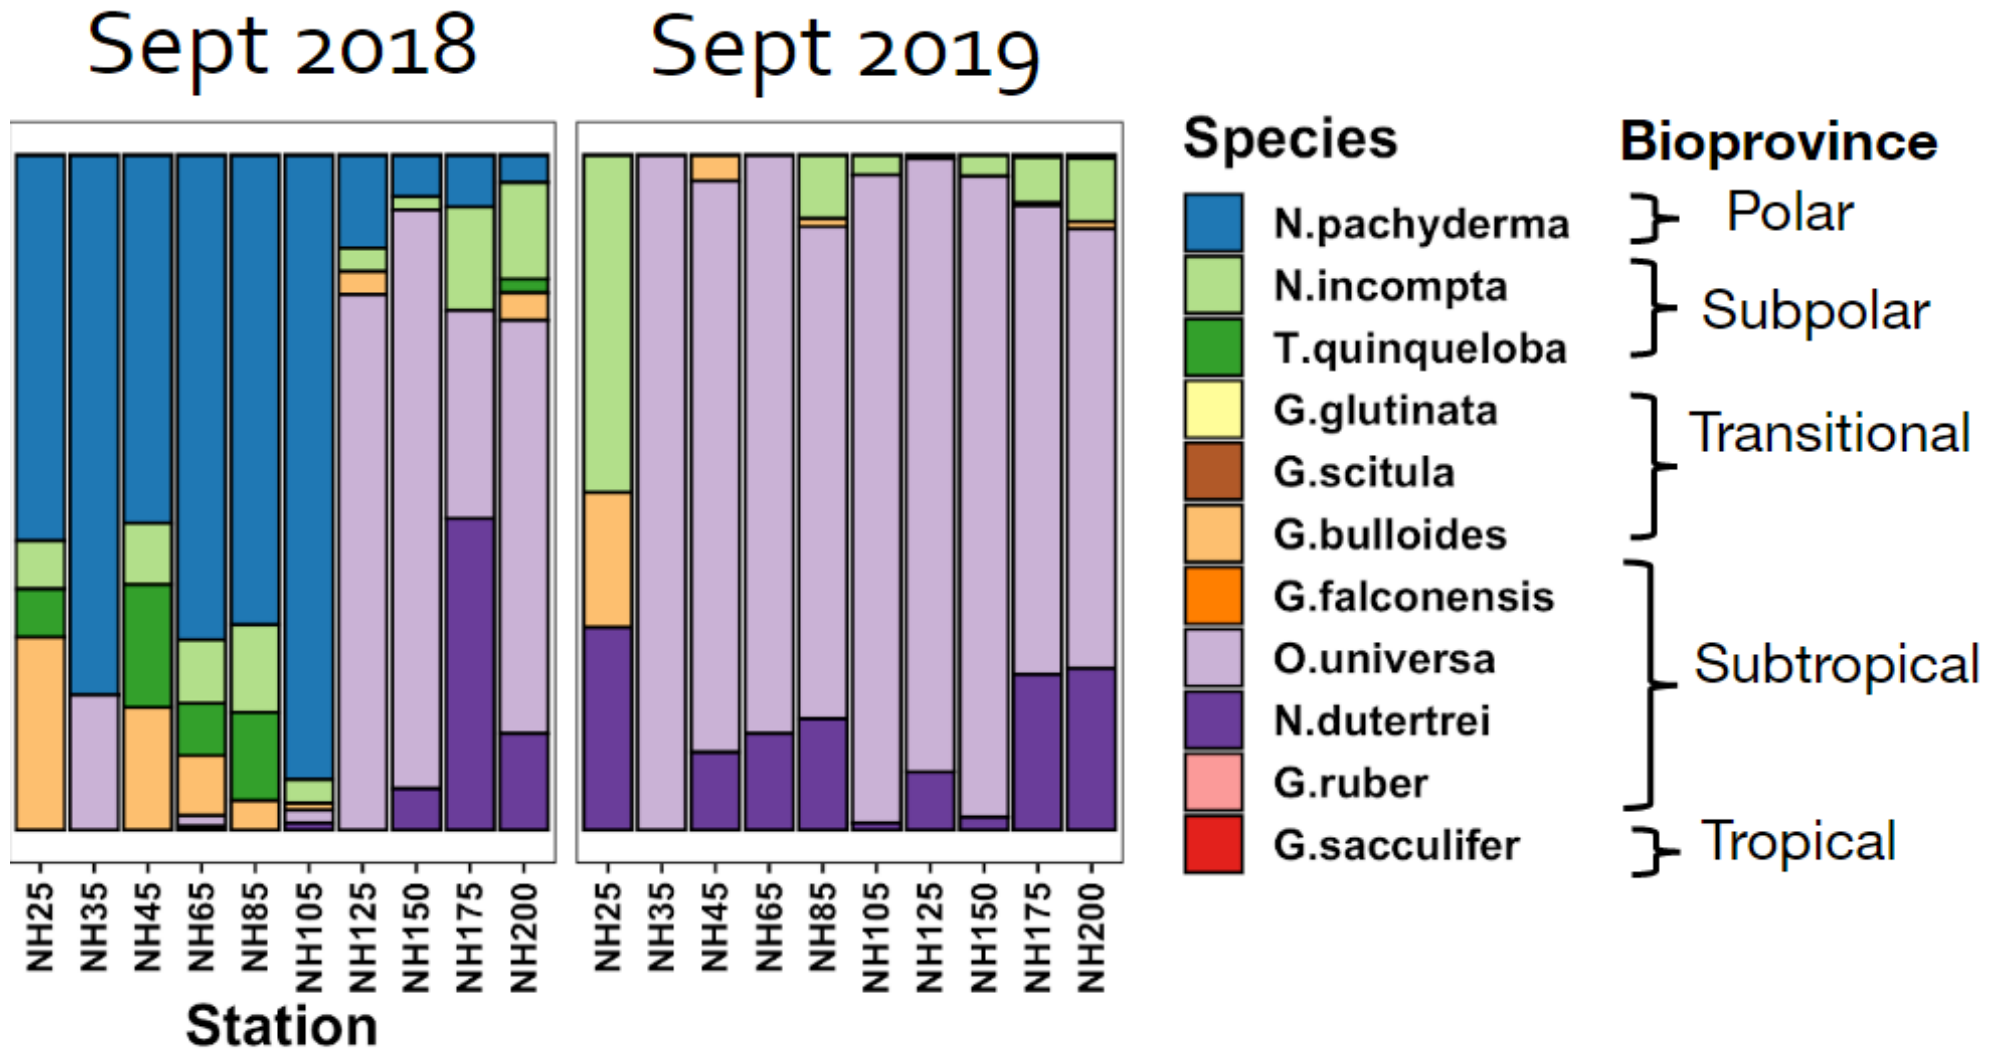 Sept 2018
Sept 2019
Species
Bioprovince
N.pachyderma
Polar
N.incompta
Subpolar
T.quinqueloba
G.glutinata
Transitional
G.scitula
G.bulloides
G.falconensis
O.universa
Subtropical
N.dutertrei
G.ruber
G.sacculifer
Tropical
NH25
NH35
NH45
NH65
NH85
NH105
NH125
NH150
NH175
NH200
NH25
NH35
NH45
NH65
NH85
NH105
NH125
NH150
NH175
NH200
Station